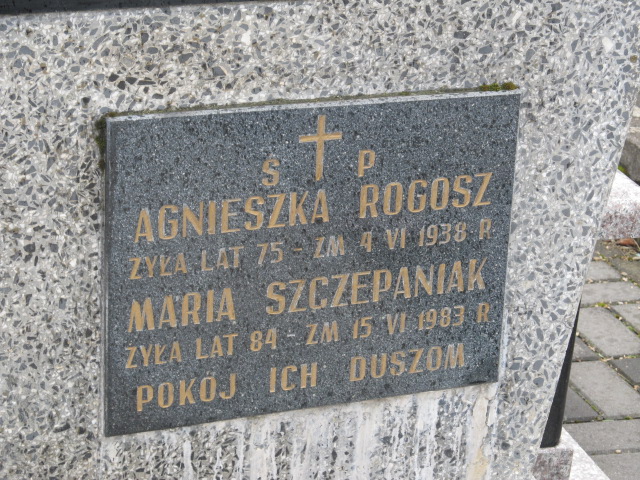 S P
AGNIESZKA ROGOSZ
ŻYŁA LAT 75 - ZM 4 VI 1938 R
MARIA SZCZEPANIAK
ŻYŁA LAT 84 - ZM 15 VI 1983 R
POKÓJ ICH DUSZOM